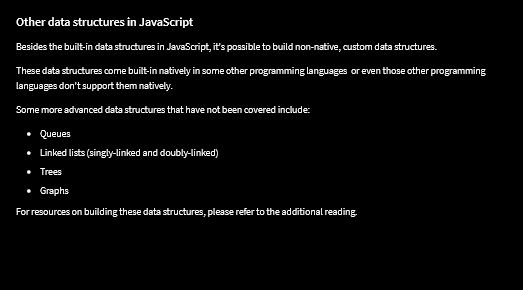 Other data structures in JavaScript
Besides the built-in data structures in JavaScript, it's possible to build non-native, custom data structures.
These data structures come built-in natively in some other programming languages or even those other programming
languages don't support them natively.
Some more advanced data structures that have not been covered include:
• Queues
• Linked lists (singly-linked and doubly-linked)
• Trees
• Graphs
For resources on building these data structures, please refer to the additional reading.